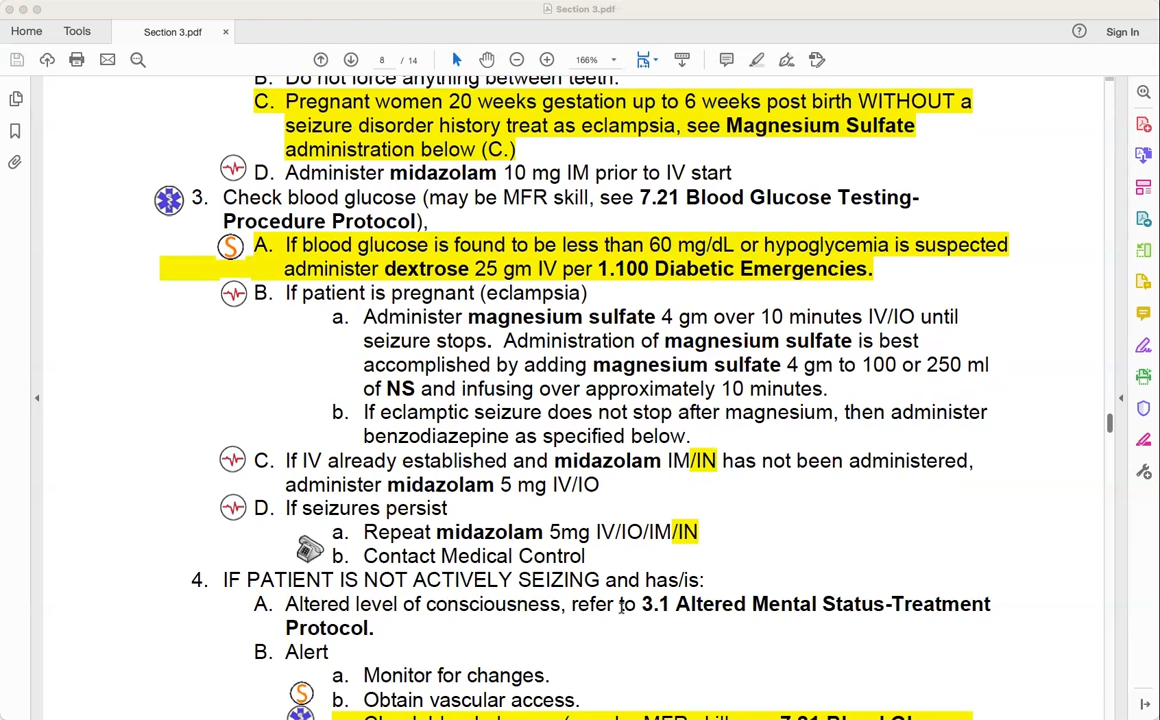 Section 3.pdf
Home Tools Section 3.pdf × Sign In
8 / 14 166%
B. Do not force anything between teeth.
C. Pregnant women 20 weeks gestation up to 6 weeks post birth WITHOUT a
seizure disorder history treat as eclampsia, see Magnesium Sulfate
administration below (C.)
D. Administer midazolam 10 mg IM prior to IV start
3. Check blood glucose (may be MFR skill, see 7.21 Blood Glucose Testing-
Procedure Protocol),
S A. If blood glucose is found to be less than 60 mg/dL or hypoglycemia is suspected
administer dextrose 25 gm IV per 1.100 Diabetic Emergencies.
B. If patient is pregnant (eclampsia)
a. Administer magnesium sulfate 4 gm over 10 minutes IV/IO until
seizure stops. Administration of magnesium sulfate is best
accomplished by adding magnesium sulfate 4 gm to 100 or 250 ml
of NS and infusing over approximately 10 minutes.
b. If eclamptic seizure does not stop after magnesium, then administer
benzodiazepine as specified below.
C. If IV already established and midazolam IM/IN has not been administered,
administer midazolam 5 mg IV/IO
D. If seizures persist
a. Repeat midazolam 5mg IV/IO/IM/IN
b. Contact Medical Control
4. IF PATIENT IS NOT ACTIVELY SEIZING and has/is:
A. Altered level of consciousness, refer to 3.1 Altered Mental Status-Treatment
Protocol.
B. Alert
a. Monitor for changes.
S b. Obtain vascular access.